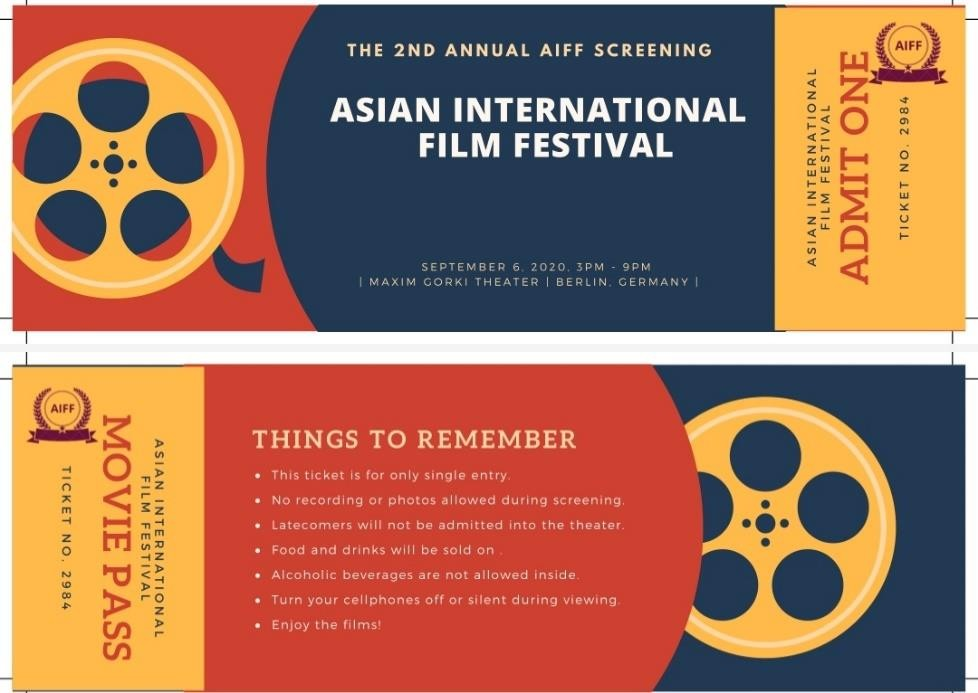 THE 2ND ANNUAL AIFF SCREENING
ASIAN INTERNATIONAL
FILM FESTIVAL
SEPTEMBER 6, 2020, 3PM - 9PM
| MAXIM GORKI THEATER | BERLIN, GERMANY |
ASIAN INTERNATIONAL
FILM FESTIVAL
ADMIT ONE
AIFF
TICKET NO. 2984
AIFF
TICKET NO. 2984
MOVIE PASS
ASIAN INTERNATIONAL
FILM FESTIVAL
THINGS TO REMEMBER
• This ticket is for only single entry.
• No recording or photos allowed during screening.
• Latecomers will not be admitted into the theater.
• Food and drinks will be sold on .
• Alcoholic beverages are not allowed inside.
• Turn your cellphones off or silent during viewing.
• Enjoy the films!